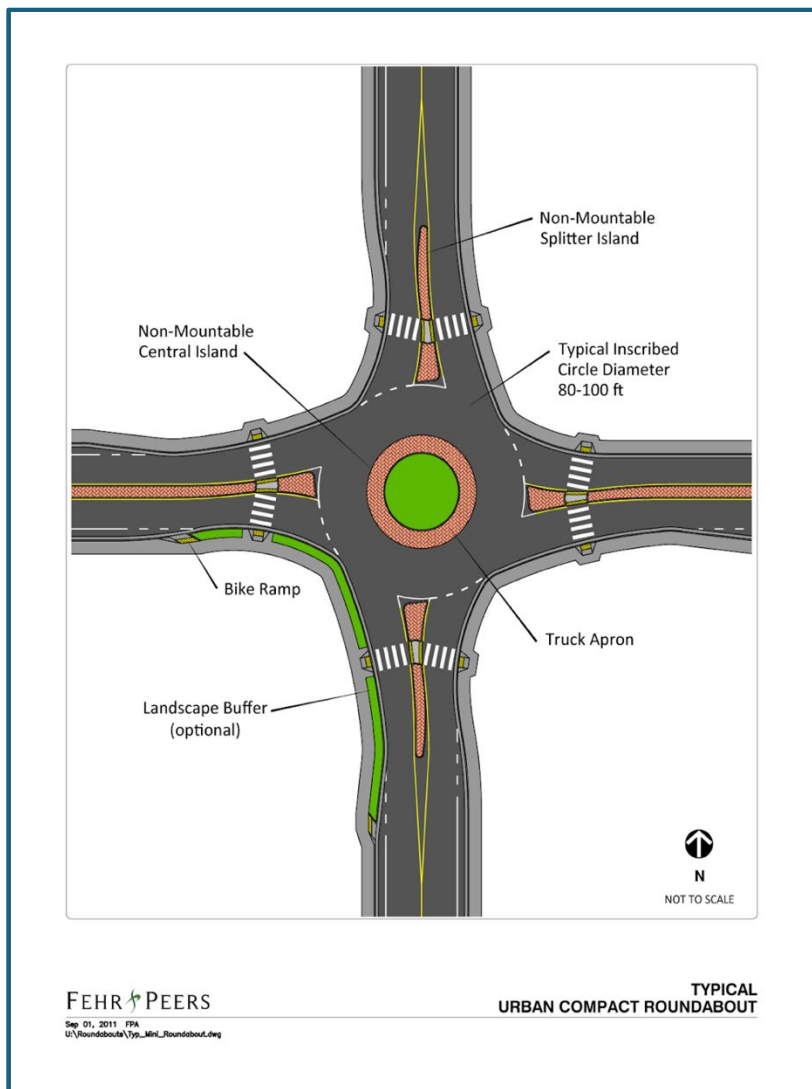 Non-Mountable
Splitter Island
Non-Mountable
Central Island
Typical Inscribed
Circle Diameter
80-100 ft
Bike Ramp
Truck Apron
Landscape Buffer
(optional)
N
NOT TO SCALE
FEHR PEERS
TYPICAL
URBAN COMPACT ROUNDABOUT
Sep 01, 2011 FPA
U:\Roundabouts\Typ_Mini_Roundabout.dwg